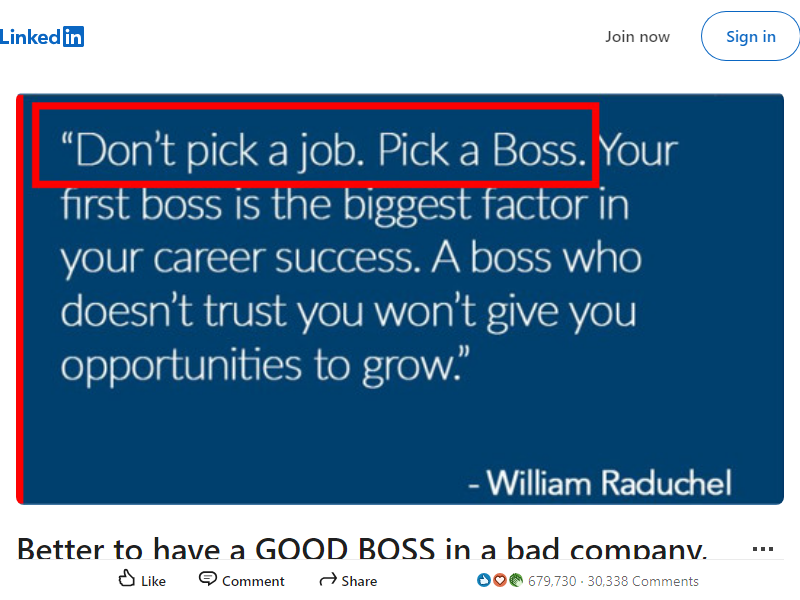 Linked in
Join now
Sign in
“Don’t pick a job. Pick a Boss. Your
first boss is the biggest factor in
your career success. A boss who
doesn’t trust you won’t give you
opportunities to grow.”
- William Raduchel
Better to have a GOOD BOSS in a bad company,
...
Like
Comment
Share
679,730 · 30,338 Comments